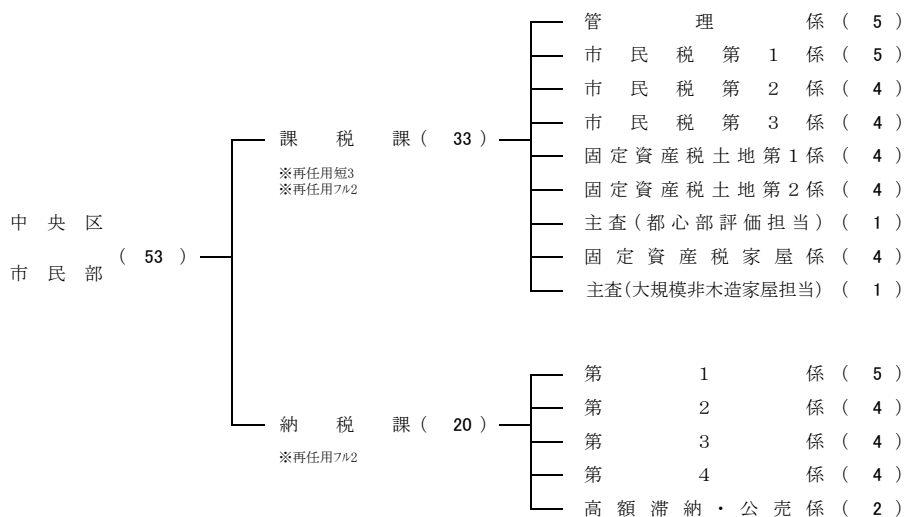 中央区
市民部
( 53 )
課税課( 33 )
※再任用短3
※再任用フル2
管理係( 5 )
市民税第1係( 5 )
市民税第2係( 4 )
市民税第3係( 4 )
固定資産税土地第1係( 4 )
固定資産税土地第2係( 4 )
主査(都心部評価担当)( 1 )
固定資産税家屋係( 4 )
主査(大規模非木造家屋担当)( 1 )
納税課( 20 )
※再任用フル2
第1係( 5 )
第2係( 4 )
第3係( 4 )
第4係( 4 )
高額滞納・公売係( 2 )